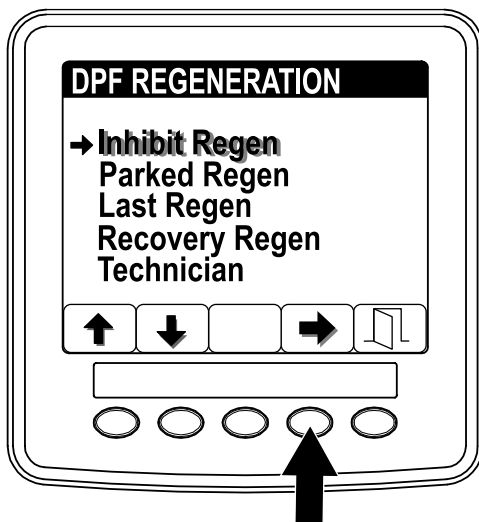 DPF REGENERATION
Inhibit Regen
Parked Regen
Last Regen
Recovery Regen
Technician